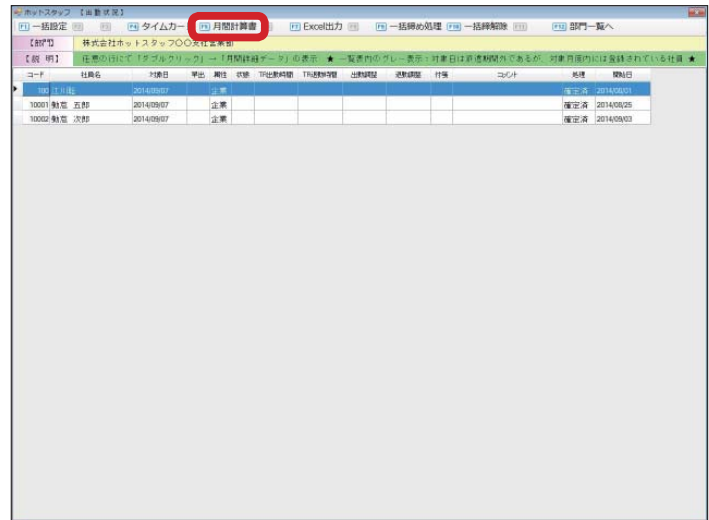 ホットスタッフ 【出勤状況】
F1 一括設定 F2 F3 F4 タイムカード F5 月間計算書 F7 Excel出力 F8 F9 一括締め処理 F10 一括締解除 F11 F12 部門一覧へ
【部門】 株式会社ホットスタッフ〇〇支社営業部
【説 明】 任意の行にて「ダブルクリック」→「月間詳細データ」の表示 ★ 一覧表内のグレー表示：対象日は派遣期間外であるが、対象月度内には登録されている社員 ★
コード 社員名 対象日 早出 属性 状態 TR出勤時間 TR退勤時間 出勤調整 退勤調整 付箋 コメント 処理 開始日
100 2014/09/07 企業 確定済 2014/08/01
10001 勤怠 五郎 2014/09/07 企業 確定済 2014/08/25
10002 勤怠 次郎 2014/09/07 企業 確定済 2014/09/03